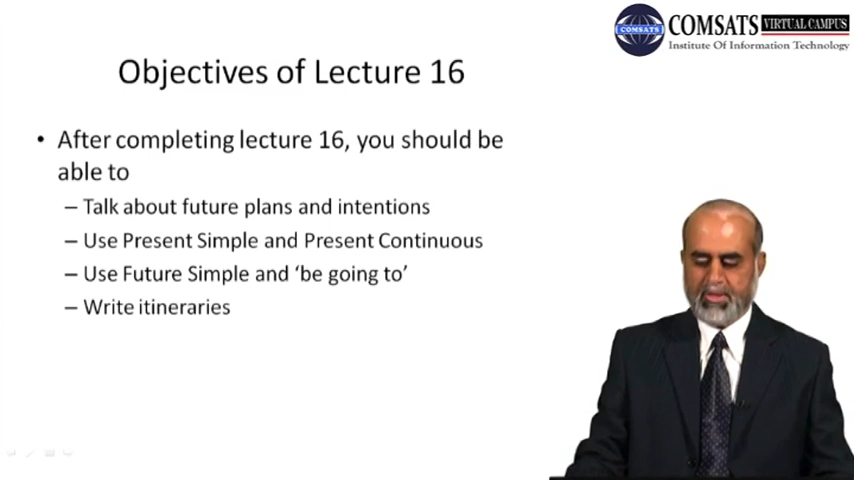 COMSATS VIRTUAL CAMPUS
COMSATS Institute Of Information Technology
Objectives of Lecture 16
• After completing lecture 16, you should be
able to
– Talk about future plans and intentions
– Use Present Simple and Present Continuous
– Use Future Simple and ‘be going to’
– Write itineraries